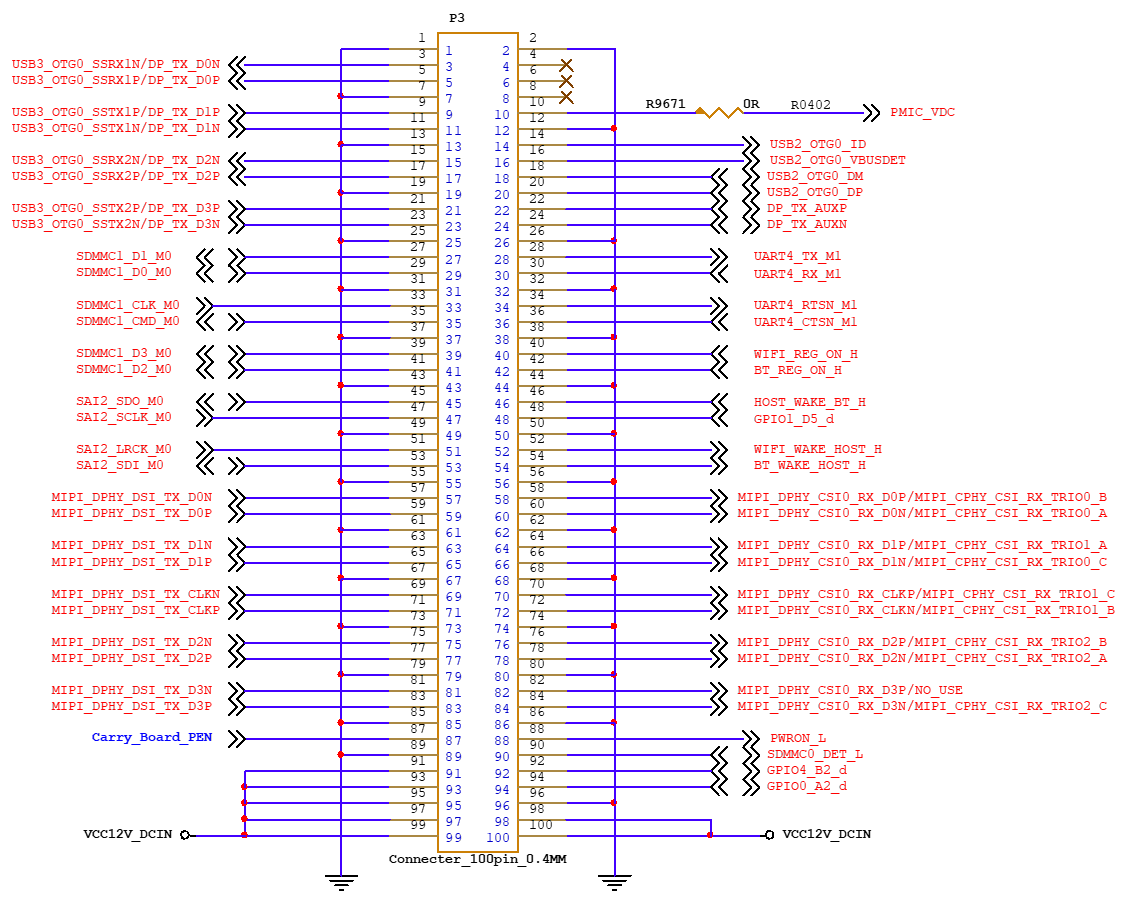 P3
1 1 2 2
USB3_OTG0_SSRX1N/DP_TX_D0N 3 3 4 4
USB3_OTG0_SSRX1P/DP_TX_D0P 5 5 6 6
7 7 8 8
USB3_OTG0_SSTX1P/DP_TX_D1P 9 9 10 10 R9671 0R R0402 PMIC_VDC
USB3_OTG0_SSTX1N/DP_TX_D1N 11 11 12 12
13 13 14 14 USB2_OTG0_ID
USB3_OTG0_SSRX2N/DP_TX_D2N 15 15 16 16 USB2_OTG0_VBUSDET
USB3_OTG0_SSRX2P/DP_TX_D2P 17 17 18 18 USB2_OTG0_DM
19 19 20 20 USB2_OTG0_DP
USB3_OTG0_SSTX2P/DP_TX_D3P 21 21 22 22 DP_TX_AUXP
USB3_OTG0_SSTX2N/DP_TX_D3N 23 23 24 24 DP_TX_AUXN
25 25 26 26
SDMMC1_D1_M0 27 27 28 28 UART4_TX_M1
SDMMC1_D0_M0 29 29 30 30 UART4_RX_M1
31 31 32 32
SDMMC1_CLK_M0 33 33 34 34 UART4_RTSN_M1
SDMMC1_CMD_M0 35 35 36 36 UART4_CTSN_M1
37 37 38 38
SDMMC1_D3_M0 39 39 40 40 WIFI_REG_ON_H
SDMMC1_D2_M0 41 41 42 42 BT_REG_ON_H
43 43 44 44
SAI2_SDO_M0 45 45 46 46 HOST_WAKE_BT_H
SAI2_SCLK_M0 47 47 48 48 GPIO1_D5_d
49 49 50 50
SAI2_LRCK_M0 51 51 52 52 WIFI_WAKE_HOST_H
SAI2_SDI_M0 53 53 54 54 BT_WAKE_HOST_H
55 55 56 56
MIPI_DPHY_DSI_TX_D0N 57 57 58 58 MIPI_DPHY_CSI0_RX_D0P/MIPI_CPHY_CSI_RX_TRIO0_B
MIPI_DPHY_DSI_TX_D0P 59 59 60 60 MIPI_DPHY_CSI0_RX_D0N/MIPI_CPHY_CSI_RX_TRIO0_A
61 61 62 62
MIPI_DPHY_DSI_TX_D1N 63 63 64 64 MIPI_DPHY_CSI0_RX_D1P/MIPI_CPHY_CSI_RX_TRIO1_A
MIPI_DPHY_DSI_TX_D1P 65 65 66 66 MIPI_DPHY_CSI0_RX_D1N/MIPI_CPHY_CSI_RX_TRIO0_C
67 67 68 68
MIPI_DPHY_DSI_TX_CLKN 69 69 70 70 MIPI_DPHY_CSI0_RX_CLKP/MIPI_CPHY_CSI_RX_TRIO1_C
MIPI_DPHY_DSI_TX_CLKP 71 71 72 72 MIPI_DPHY_CSI0_RX_CLKN/MIPI_CPHY_CSI_RX_TRIO1_B
73 73 74 74
MIPI_DPHY_DSI_TX_D2N 75 75 76 76 MIPI_DPHY_CSI0_RX_D2P/MIPI_CPHY_CSI_RX_TRIO2_B
MIPI_DPHY_DSI_TX_D2P 77 77 78 78 MIPI_DPHY_CSI0_RX_D2N/MIPI_CPHY_CSI_RX_TRIO2_A
79 79 80 80
MIPI_DPHY_DSI_TX_D3N 81 81 82 82 MIPI_DPHY_CSI0_RX_D3P/NO_USE
MIPI_DPHY_DSI_TX_D3P 83 83 84 84 MIPI_DPHY_CSI0_RX_D3N/MIPI_CPHY_CSI_RX_TRIO2_C
85 85 86 86
Carry_Board_PEN 87 87 88 88 PWRON_L
89 89 90 90 SDMMC0_DET_L
91 91 92 92 GPIO4_B2_d
93 93 94 94 GPIO0_A2_d
95 95 96 96
97 97 98 98
VCC12V_DCIN 99 99 100 100 VCC12V_DCIN
Connecter_100pin_0.4MM